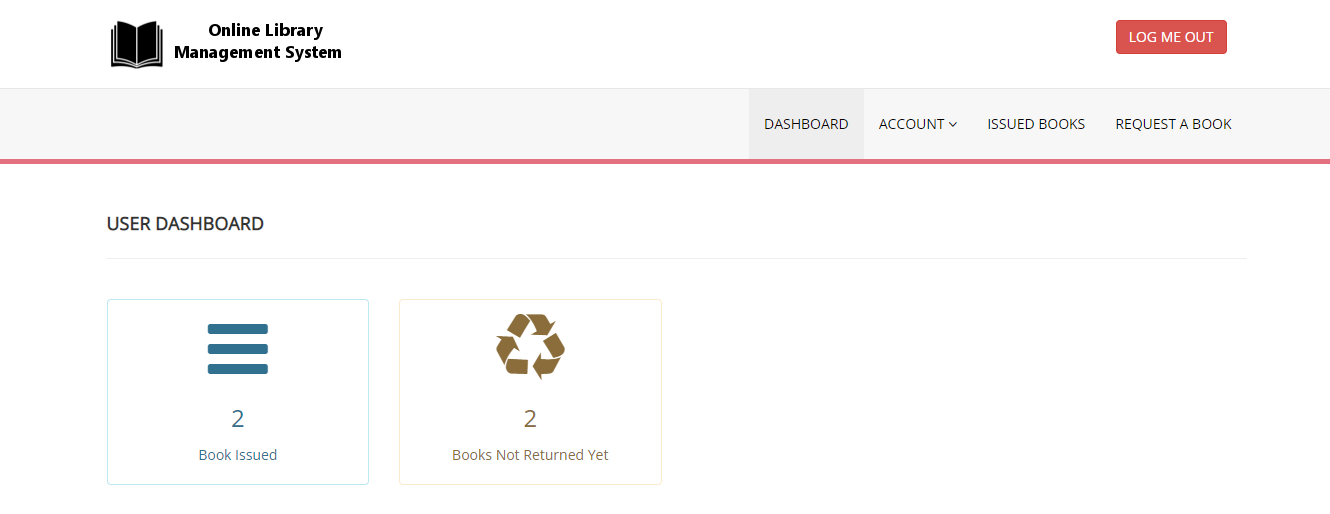 Online Library
Management System
LOG ME OUT
DASHBOARD
ACCOUNT
ISSUED BOOKS
REQUEST A BOOK
USER DASHBOARD
2
Book Issued
2
Books Not Returned Yet